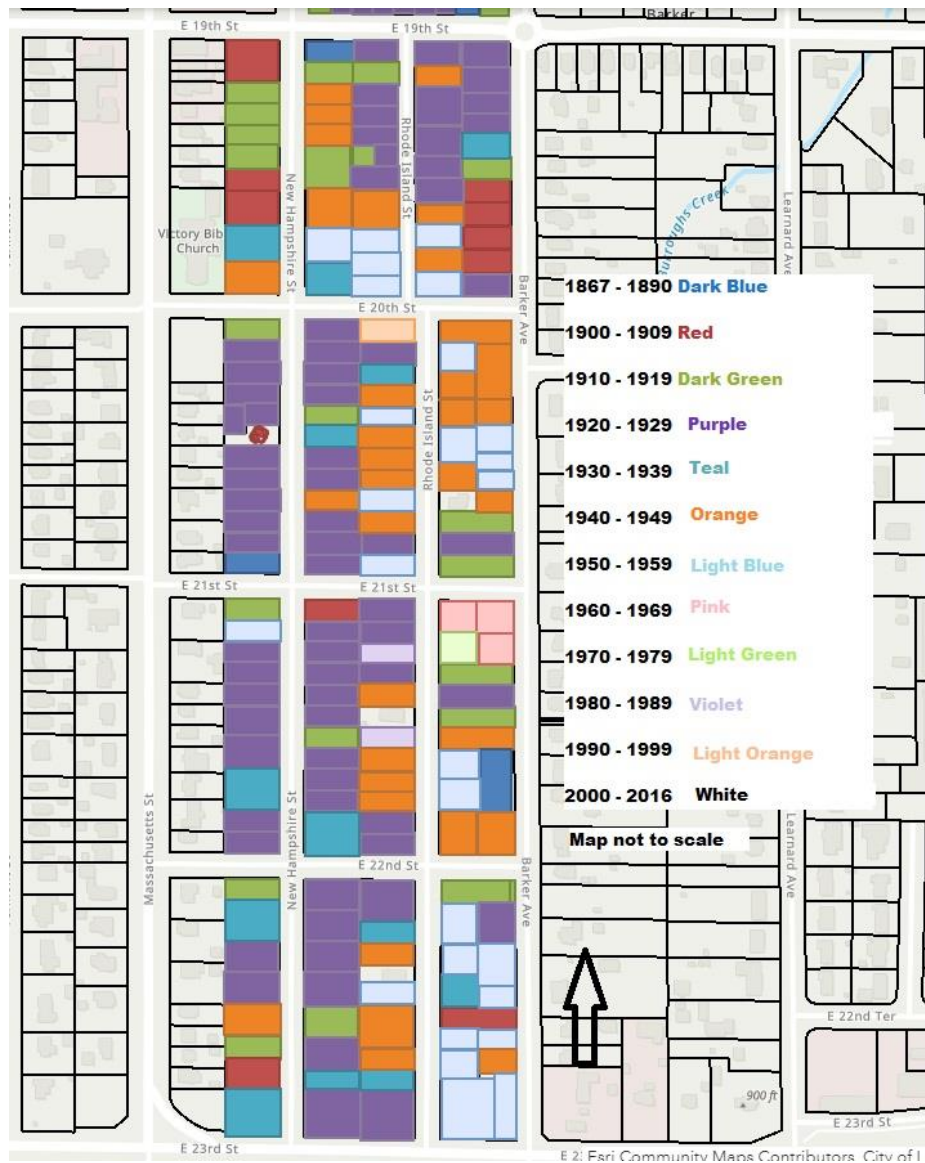 Barker
E 19th St
E 19th St
Rhode Island St
New Hampshire St
Learnard Ave
Burroughs Creek
Victory Bib
Church
Barker Ave
E 20th St
Rhode Island St
1867 - 1890 Dark Blue
1900 - 1909 Red
1910 - 1919 Dark Green
1920 - 1929 Purple
1930 - 1939 Teal
1940 - 1949 Orange
1950 - 1959 Light Blue
1960 - 1969 Pink
1970 - 1979 Light Green
1980 - 1989 Violet
1990 - 1999 Light Orange
2000 - 2016 White
Map not to scale
E 21st St
E 21st St
Massachusetts St
New Hampshire St
Learnard Ave
E 22nd St
Barker Ave
E 22nd Ter
900 ft
E 23rd St
E 23rd St
E 2
Esri Community Maps Contributors, City of L